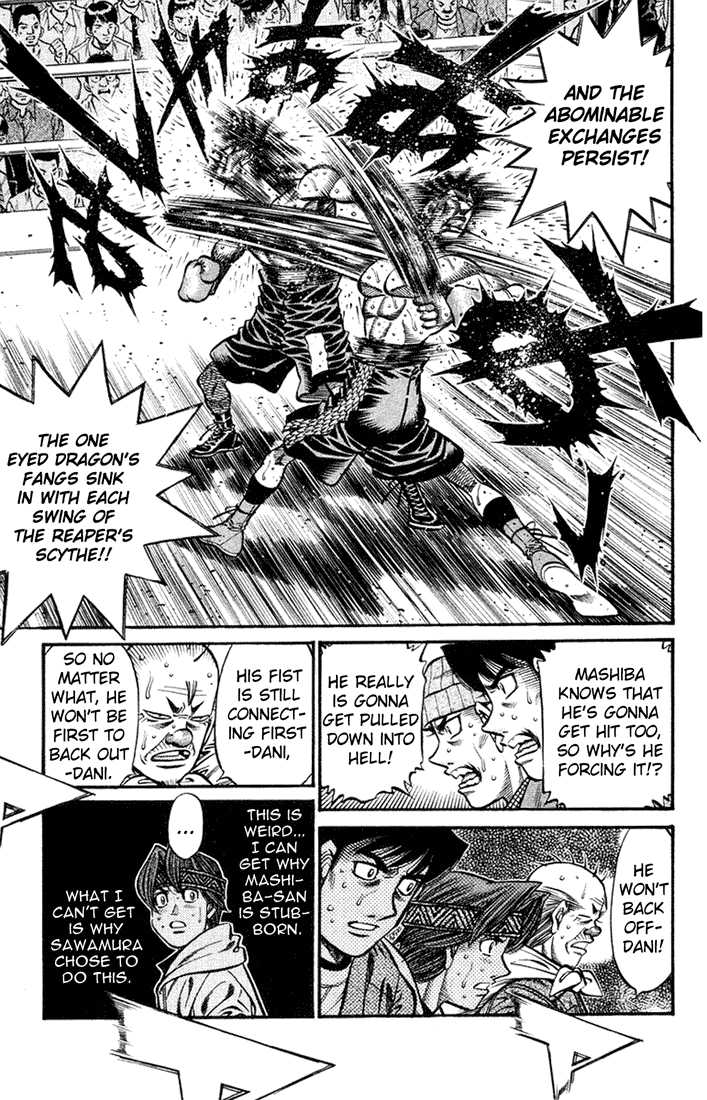 AND THE
ABOMINABLE
EXCHANGES
PERSIST!
THE ONE
EYED DRAGON'S
FANGS SINK
IN WITH EACH
SWING OF
THE REAPER'S
SCYTHE!!
MASHIBA
KNOWS THAT
HE'S GONNA
GET HIT TOO,
SO WHY'S HE
FORCING IT!?
HE REALLY
IS GONNA
GET PULLED
DOWN INTO
HELL!
HIS FIST
IS STILL
CONNECT-
ING FIRST
-DANI,
SO NO
MATTER
WHAT, HE
WON'T BE
FIRST TO
BACK OUT
-DANI.
HE
WON'T
BACK
OFF-
DANI!
THIS IS
WEIRD...
I CAN
GET WHY
MASHI-
BA-SAN
IS STUB-
BORN.
...
WHAT I
CAN'T GET
IS WHY
SAWAMURA
CHOSE TO
DO THIS.